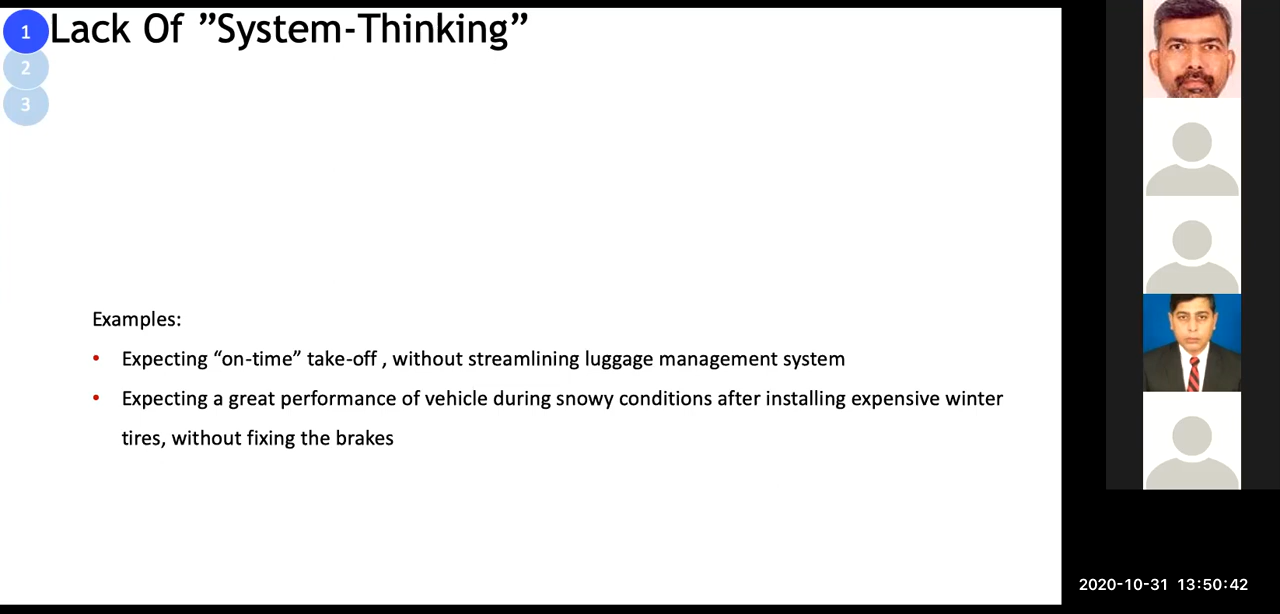 1
Lack Of ”System-Thinking”
2
3
Examples:
• Expecting “on-time” take-off , without streamlining luggage management system
• Expecting a great performance of vehicle during snowy conditions after installing expensive winter
tires, without fixing the brakes
2020-10-31 13:50:42